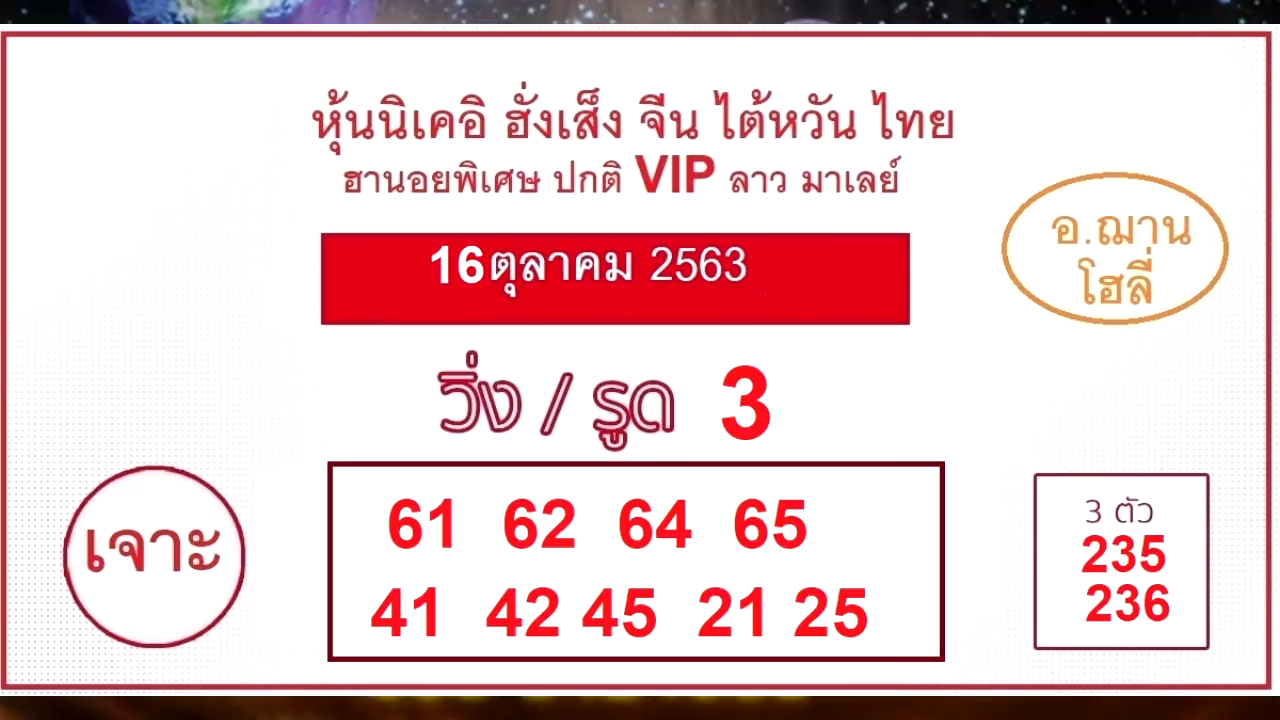 หุ้นนิเคอิ ฮั่งเส็ง จีน ไต้หวัน ไทย
ฮานอยพิเศษ ปกติ VIP ลาว มาเลย์
16ตุลาคม 2563
อ.ฌาน
โฮลี่
วิ่ง / รูด 3
เจาะ
61 62 64 65
41 42 45 21 25
3 ตัว
235
236